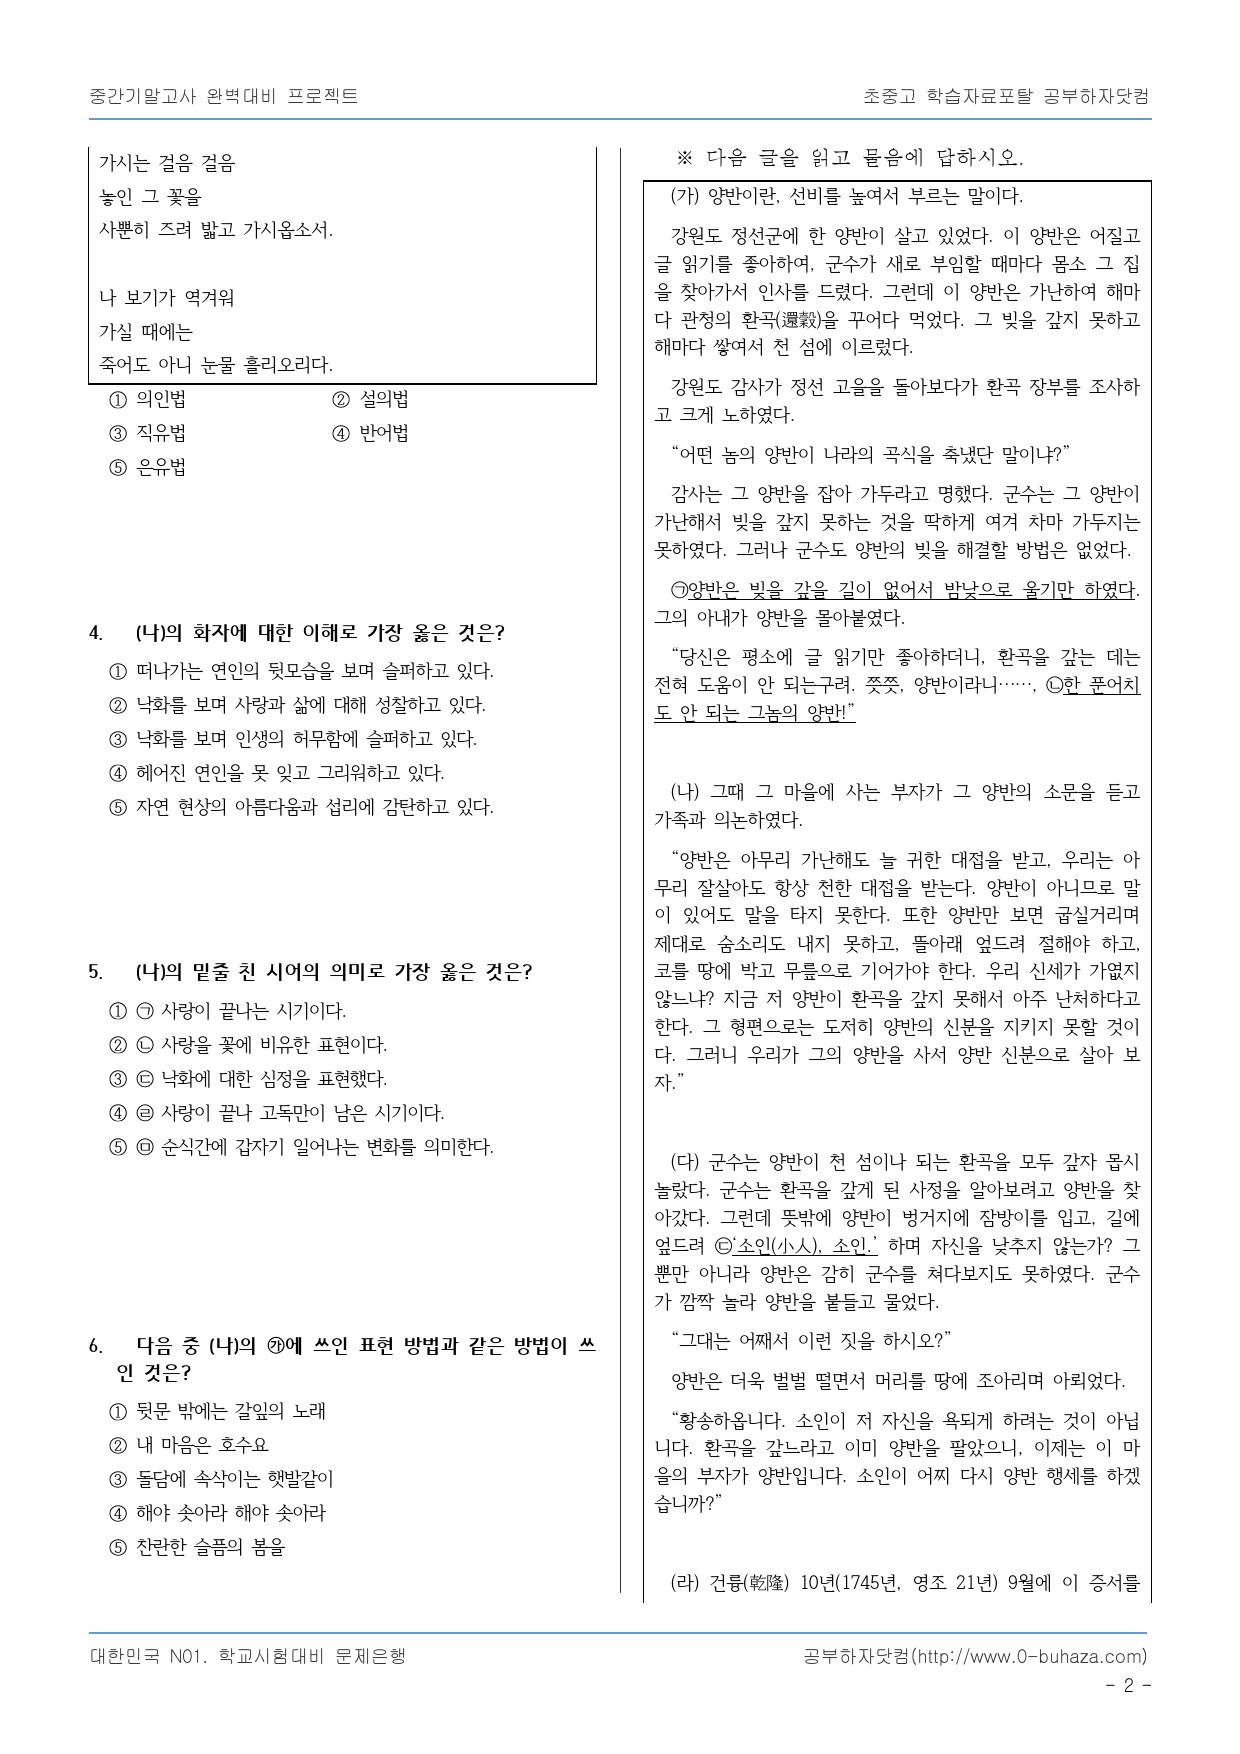 중간기말고사 완벽대비 프로젝트
초중고 학습자료포탈 공부하자닷컴
가시는 걸음 걸음
놓인 그 꽃을
사뿐히 즈려 밟고 가시옵소서.
나 보기가 역겨워
가실 때에는
죽어도 아니 눈물 흘리오리다.
① 의인법 ② 설의법
③ 직유법 ④ 반어법
⑤ 은유법
4. (나)의 화자에 대한 이해로 가장 옳은 것은?
① 떠나가는 연인의 뒷모습을 보며 슬퍼하고 있다.
② 낙화를 보며 사랑과 삶에 대해 성찰하고 있다.
③ 낙화를 보며 인생의 허무함에 슬퍼하고 있다.
④ 헤어진 연인을 못 잊고 그리워하고 있다.
⑤ 자연 현상의 아름다움과 섭리에 감탄하고 있다.
5. (나)의 밑줄 친 시어의 의미로 가장 옳은 것은?
① ㉠ 사랑이 끝나는 시기이다.
② ㉡ 사랑을 꽃에 비유한 표현이다.
③ ㉢ 낙화에 대한 심정을 표현했다.
④ ㉣ 사랑이 끝나 고독만이 남은 시기이다.
⑤ ㉤ 순식간에 갑자기 일어나는 변화를 의미한다.
6. 다음 중 (나)의 ㉮에 쓰인 표현 방법과 같은 방법이 쓰
인 것은?
① 뒷문 밖에는 갈잎의 노래
② 내 마음은 호수요
③ 돌담에 속삭이는 햇발같이
④ 해야 솟아라 해야 솟아라
⑤ 찬란한 슬픔의 봄을
※ 다음 글을 읽고 물음에 답하시오.
(가) 양반이란, 선비를 높여서 부르는 말이다.
강원도 정선군에 한 양반이 살고 있었다. 이 양반은 어질고
글 읽기를 좋아하여, 군수가 새로 부임할 때마다 몸소 그 집
을 찾아가서 인사를 드렸다. 그런데 이 양반은 가난하여 해마
다 관청의 환곡(還穀)을 꾸어다 먹었다. 그 빚을 갚지 못하고
해마다 쌓여서 천 섬에 이르렀다.
강원도 감사가 정선 고을을 돌아보다가 환곡 장부를 조사하
고 크게 노하였다.
“어떤 놈의 양반이 나라의 곡식을 축냈단 말이냐?”
감사는 그 양반을 잡아 가두라고 명했다. 군수는 그 양반이
가난해서 빚을 갚지 못하는 것을 딱하게 여겨 차마 가두지는
못하였다. 그러나 군수도 양반의 빚을 해결할 방법은 없었다.
㉠양반은 빚을 갚을 길이 없어서 밤낮으로 울기만 하였다.
그의 아내가 양반을 몰아붙였다.
“당신은 평소에 글 읽기만 좋아하더니, 환곡을 갚는 데는
전혀 도움이 안 되는구려. 쯧쯧, 양반이라니……, ㉡한 푼어치
도 안 되는 그놈의 양반!”
(나) 그때 그 마을에 사는 부자가 그 양반의 소문을 듣고
가족과 의논하였다.
“양반은 아무리 가난해도 늘 귀한 대접을 받고, 우리는 아
무리 잘살아도 항상 천한 대접을 받는다. 양반이 아니므로 말
이 있어도 말을 타지 못한다. 또한 양반만 보면 굽실거리며
제대로 숨소리도 내지 못하고, 뜰아래 엎드려 절해야 하고,
코를 땅에 박고 무릎으로 기어가야 한다. 우리 신세가 가엾지
않느냐? 지금 저 양반이 환곡을 갚지 못해서 아주 난처하다고
한다. 그 형편으로는 도저히 양반의 신분을 지키지 못할 것이
다. 그러니 우리가 그의 양반을 사서 양반 신분으로 살아 보
자.”
(다) 군수는 양반이 천 섬이나 되는 환곡을 모두 갚자 몹시
놀랐다. 군수는 환곡을 갚게 된 사정을 알아보려고 양반을 찾
아갔다. 그런데 뜻밖에 양반이 벙거지에 잠방이를 입고, 길에
엎드려 ㉢‘소인(小人), 소인.’ 하며 자신을 낮추지 않는가? 그
뿐만 아니라 양반은 감히 군수를 쳐다보지도 못하였다. 군수
가 깜짝 놀라 양반을 붙들고 물었다.
“그대는 어째서 이런 짓을 하시오?”
양반은 더욱 벌벌 떨면서 머리를 땅에 조아리며 아뢰었다.
“황송하옵니다. 소인이 저 자신을 욕되게 하려는 것이 아닙
니다. 환곡을 갚느라고 이미 양반을 팔았으니, 이제는 이 마
을의 부자가 양반입니다. 소인이 어찌 다시 양반 행세를 하겠
습니까?”
(라) 건륭(乾隆) 10년(1745년, 영조 21년) 9월에 이 증서를
대한민국 N01. 학교시험대비 문제은행
공부하자닷컴(http://www.0-buhaza.com)
- 2 -